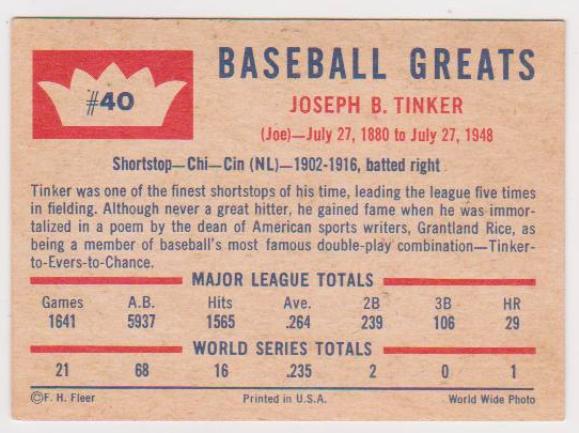 #40
BASEBALL GREATS
JOSEPH B. TINKER
(Joe)—July 27, 1880 to July 27, 1948
Shortstop—Chi—Cin (NL)—1902-1916, batted right
Tinker was one of the finest shortstops of his time, leading the league five times
in fielding. Although never a great hitter, he gained fame when he was immor-
talized in a poem by the dean of American sports writers, Grantland Rice, as
being a member of baseball's most famous double-play combination—Tinker-
to-Evers-to-Chance.
MAJOR LEAGUE TOTALS
Games A.B. Hits Ave. 2B 3B HR
1641 5937 1565 .264 239 106 29
WORLD SERIES TOTALS
21 68 16 .235 2 0 1
©F. H. Fleer Printed in U.S.A. World Wide Photo